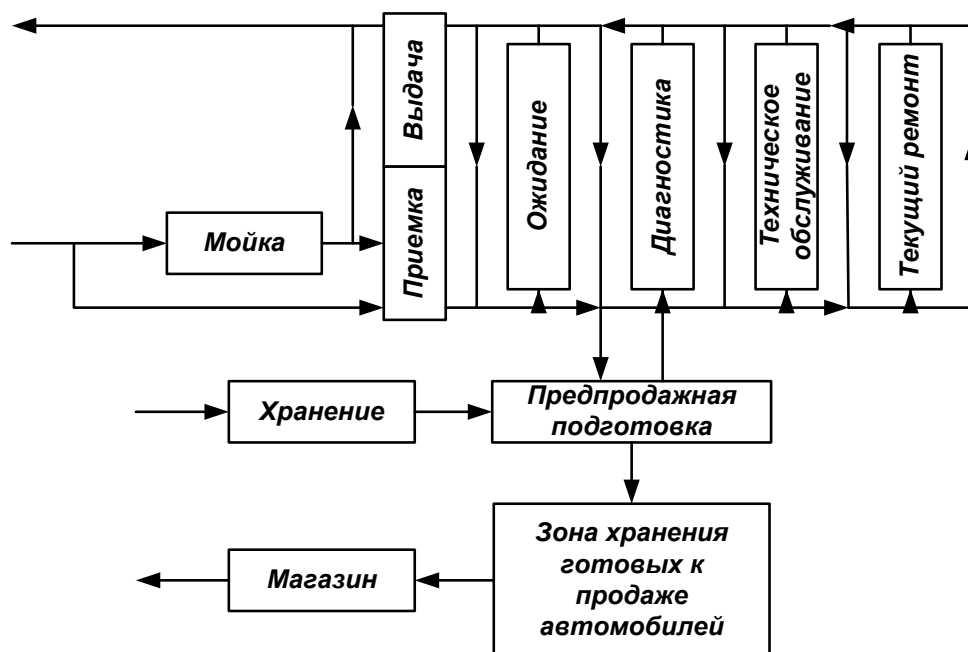 Выдача
Приемка
Мойка
Ожидание
Диагностика
Техническое
обслуживание
Текущий ремонт
Хранение
Предпродажная
подготовка
Магазин
Зона хранения
готовых к
продаже
автомобилей